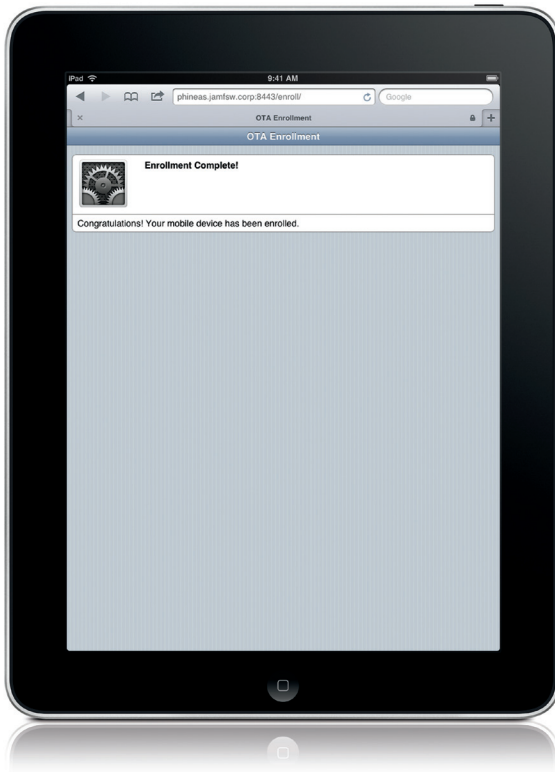 iPad 9:41 AM
phineas.jamfsw.corp:8443/enroll/ Google
OTA Enrollment
OTA Enrollment
Enrollment Complete!
Congratulations! Your mobile device has been enrolled.